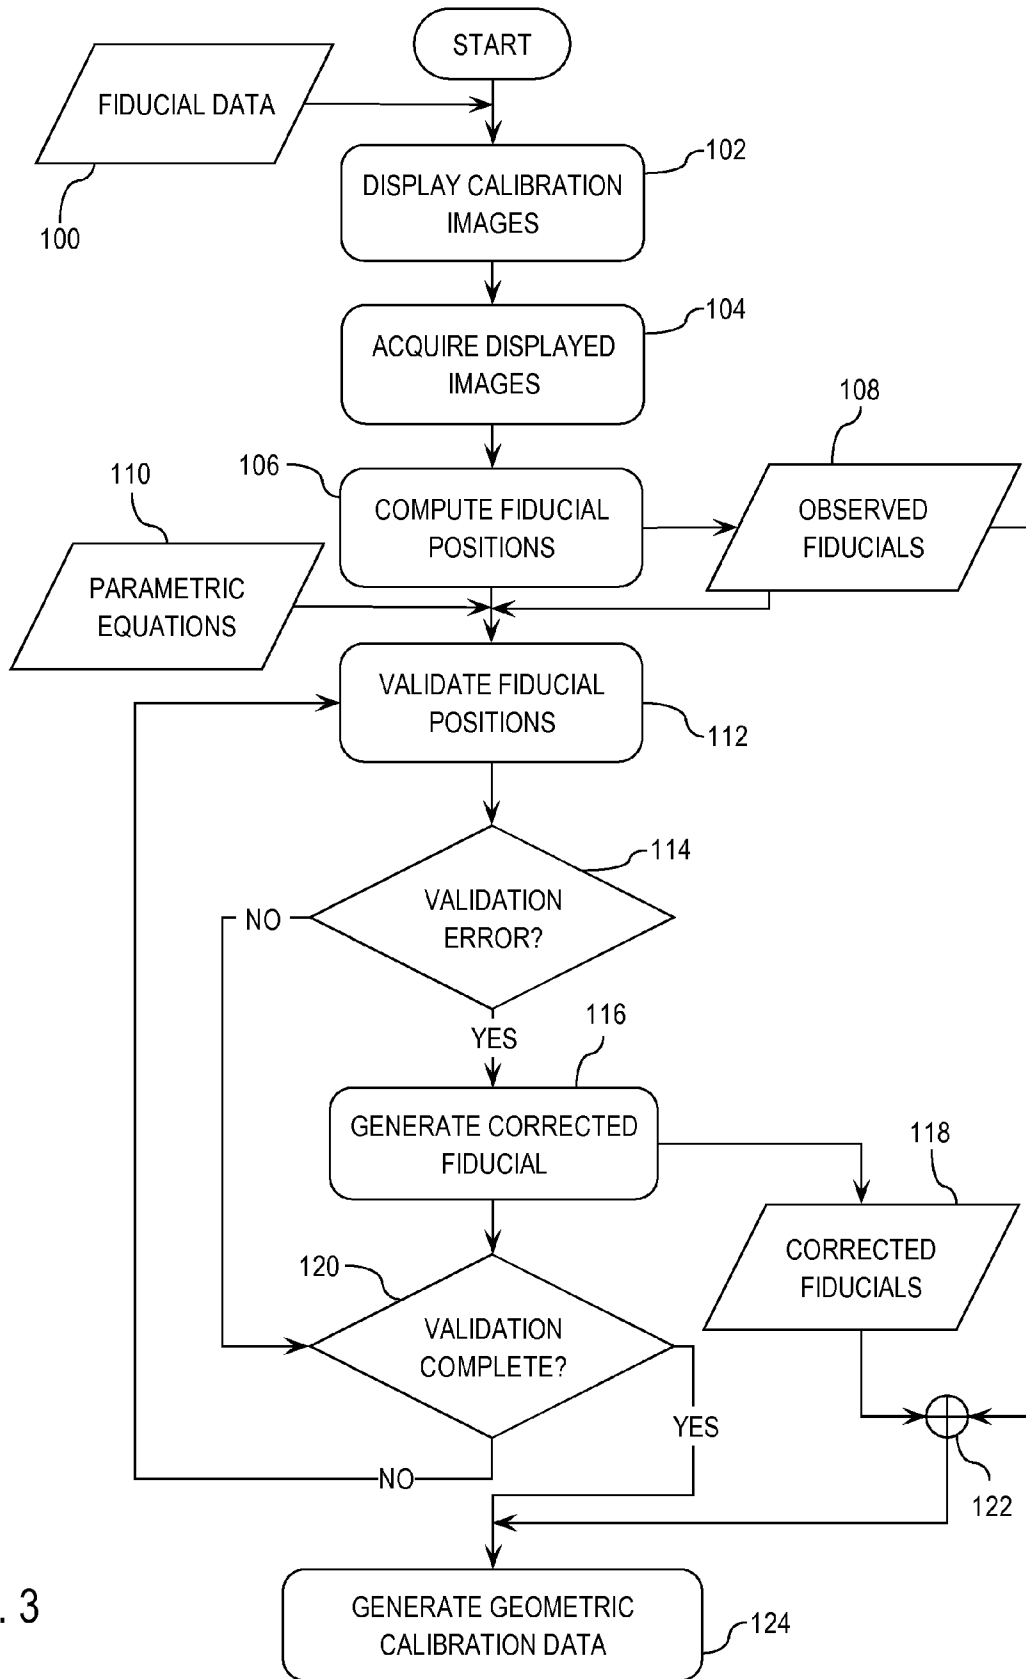 START
FIDUCIAL DATA
100
102
DISPLAY CALIBRATION
IMAGES
104
ACQUIRE DISPLAYED
IMAGES
108
106
COMPUTE FIDUCIAL
POSITIONS
OBSERVED
FIDUCIALS
110
PARAMETRIC
EQUATIONS
VALIDATE FIDUCIAL
POSITIONS
112
114
VALIDATION
ERROR?
NO
YES
116
GENERATE CORRECTED
FIDUCIAL
118
CORRECTED
FIDUCIALS
120
VALIDATION
COMPLETE?
YES
NO
122
GENERATE GEOMETRIC
CALIBRATION DATA
124
. 3